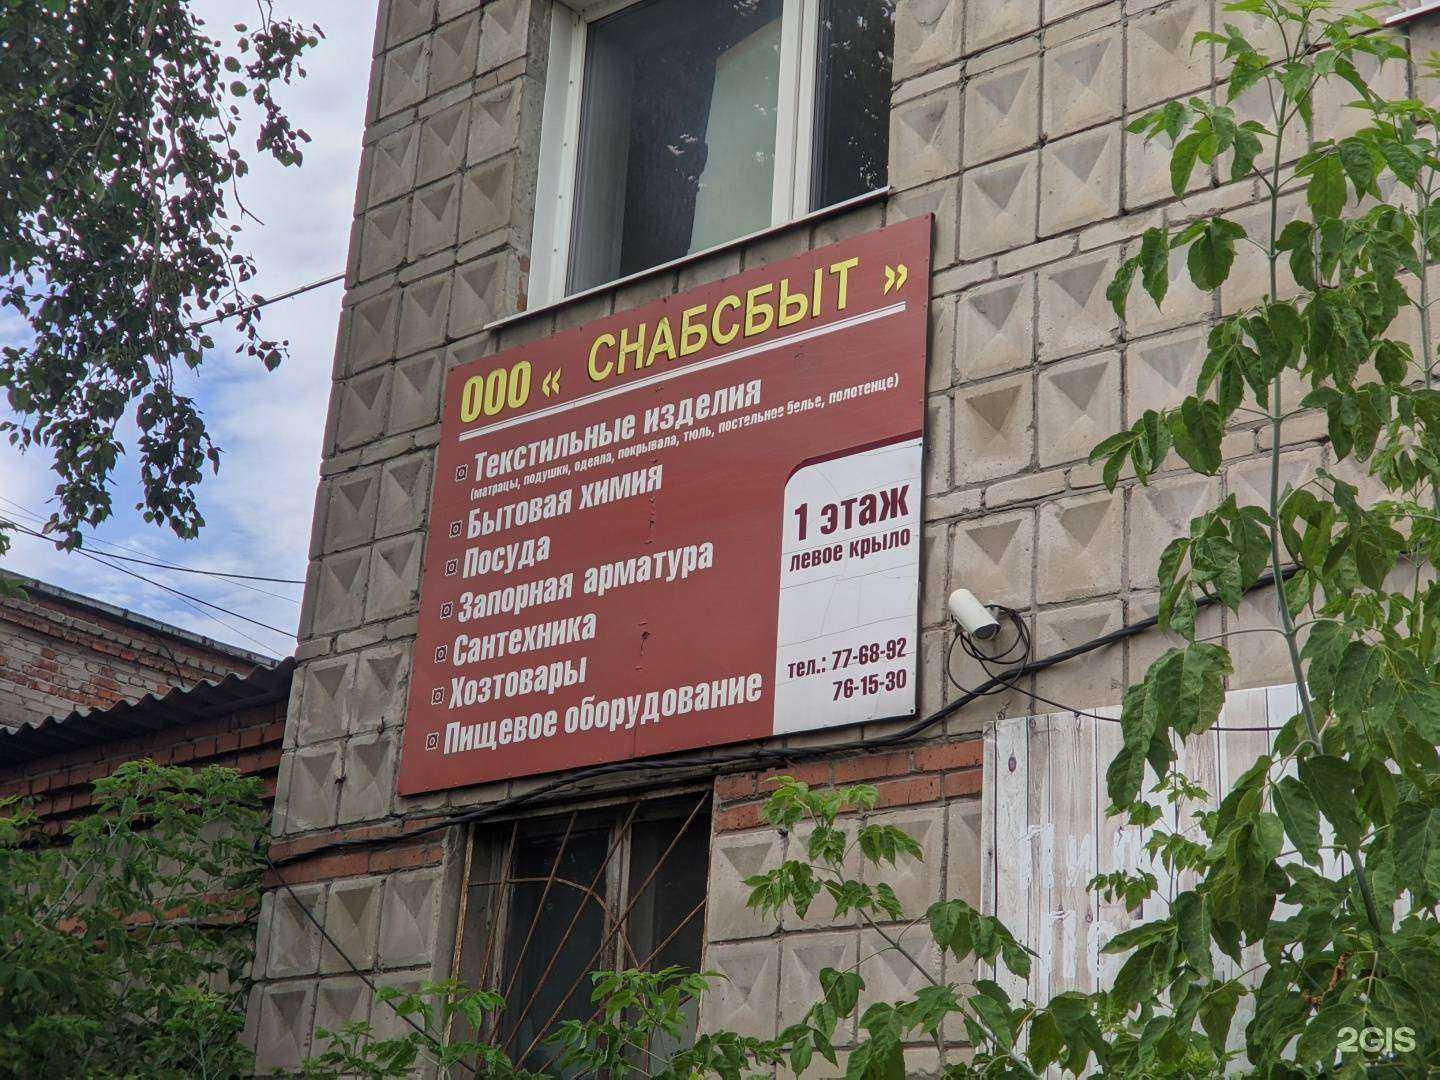 ООО « СНАБСБЫТ »
Текстильные изделия
(матрацы, подушки, одеяла, покрывала, тюль, постельное белье, полотенце)
Бытовая химия
Посуда
Запорная арматура
Сантехника
Хозтовары
Пищевое оборудование
1 этаж
левое крыло
тел.: 77-68-92
76-15-30
2GIS